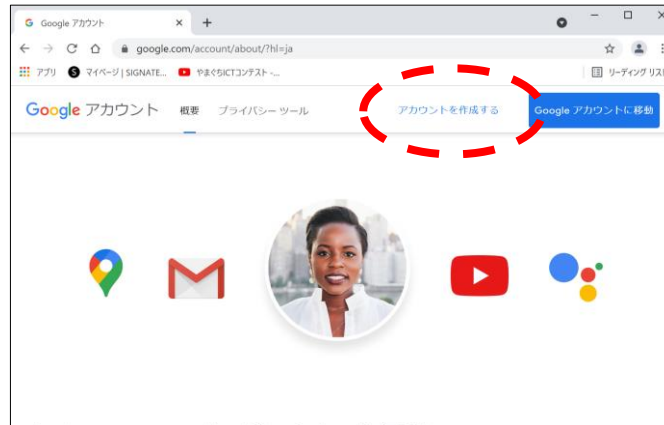 Google アカウント
google.com/account/about/?hl=ja
アプリ マイページ | SIGNATE... やまぐちICTコンテスト -... リーディング リスト
Google アカウント 概要 プライバシー ツール アカウントを作成する Google アカウントに移動